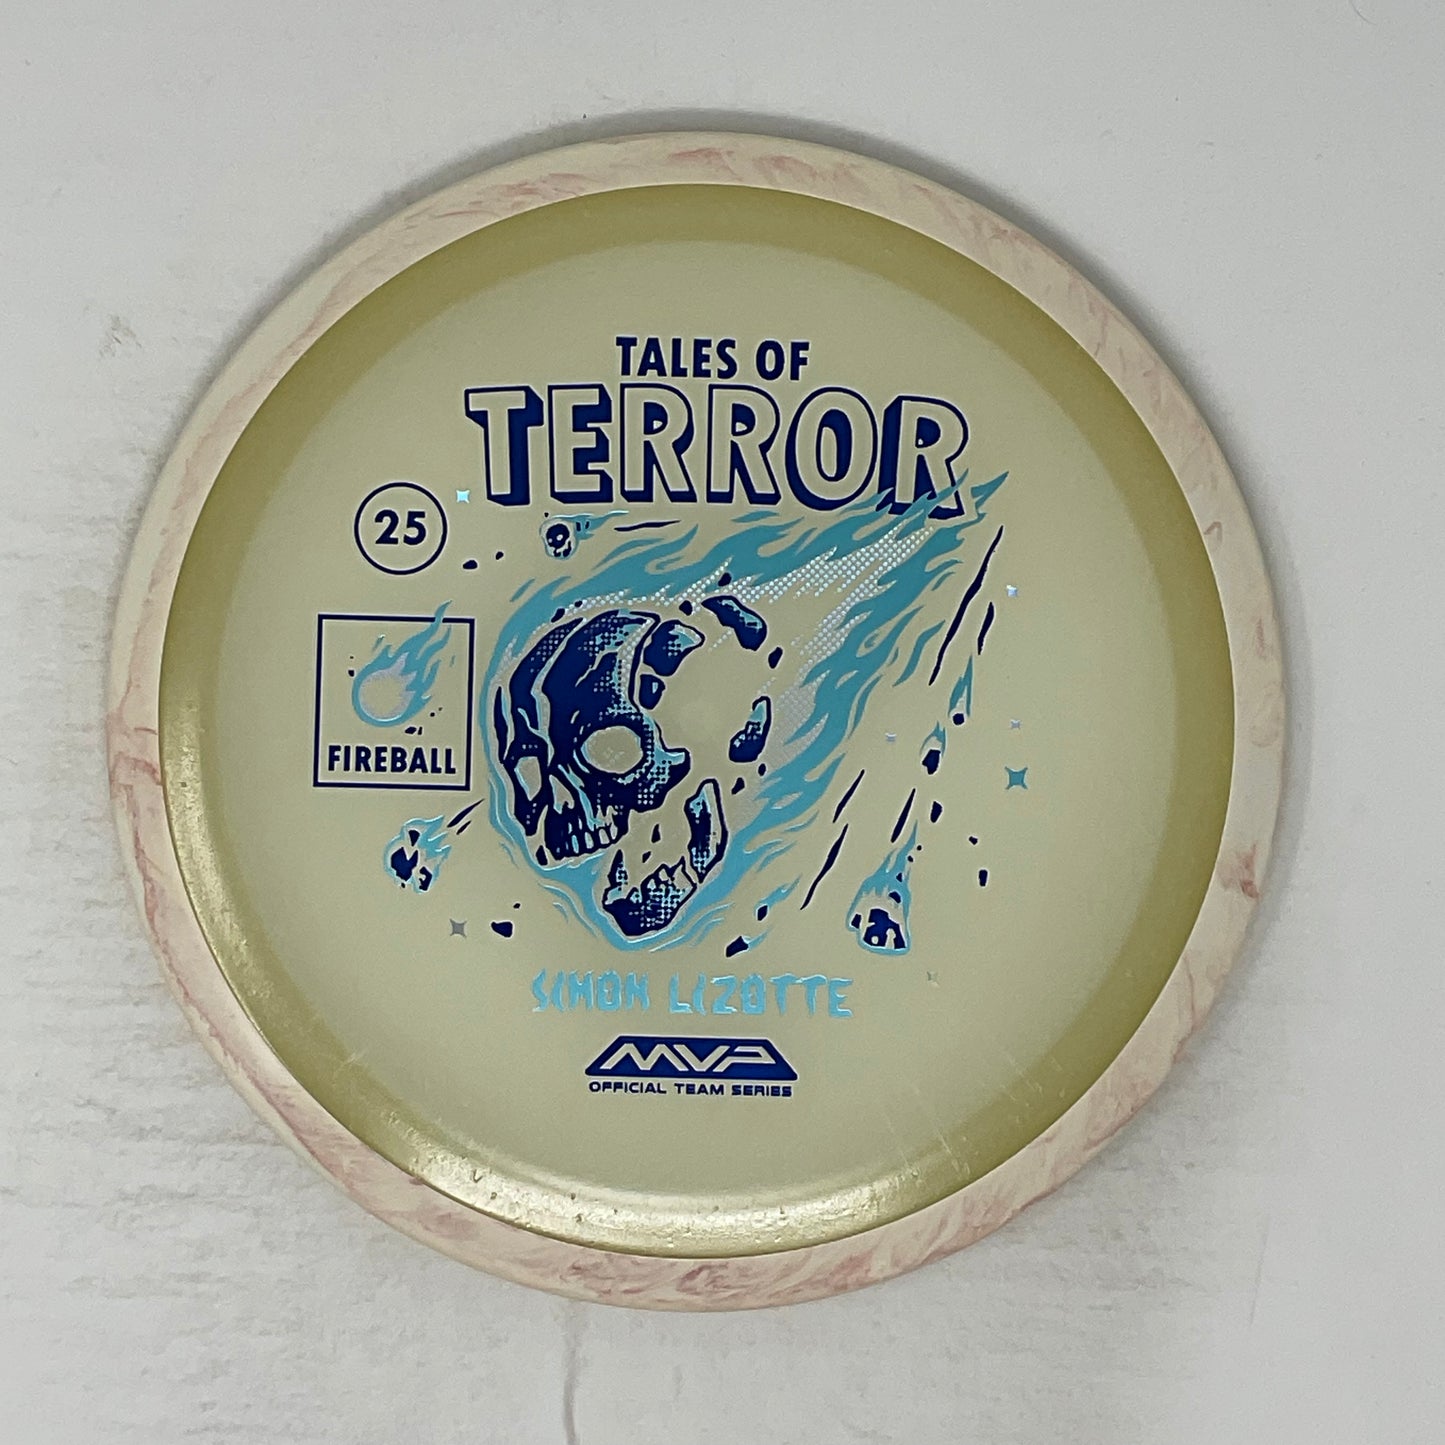 TALES OF
TERROR
25
FIREBALL
SIMON LIZOTTE
MVP
OFFICIAL TEAM SERIES